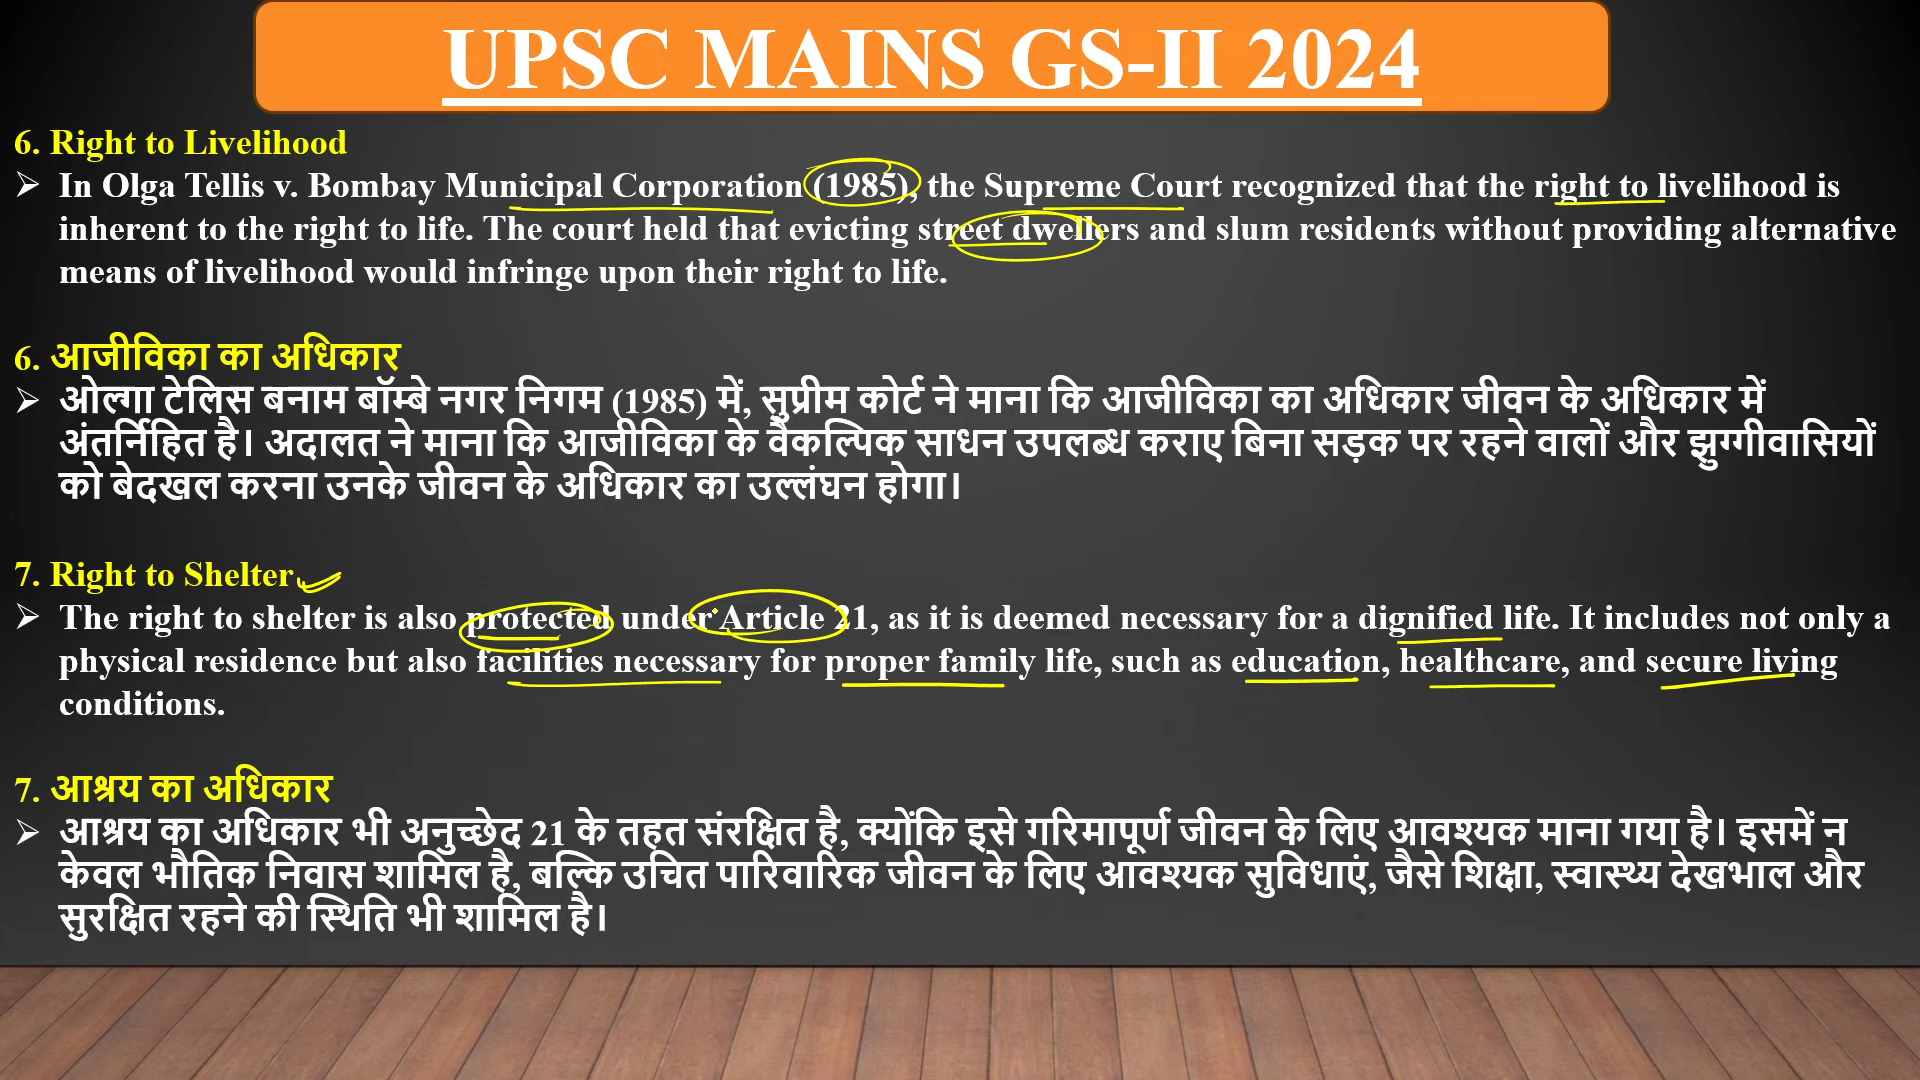 UPSC MAINS GS-II 2024
6. Right to Livelihood
➢ In Olga Tellis v. Bombay Municipal Corporation (1985), the Supreme Court recognized that the right to livelihood is
inherent to the right to life. The court held that evicting street dwellers and slum residents without providing alternative
means of livelihood would infringe upon their right to life.
6. आजीविका का अधिकार
➢ ओल्गा टेलिस बनाम बॉम्बे नगर निगम (1985) में, सुप्रीम कोर्ट ने माना कि आजीविका का अधिकार जीवन के अधिकार में
अंतर्निहित है। अदालत ने माना कि आजीविका के वैकल्पिक साधन उपलब्ध कराए बिना सड़क पर रहने वालों और झुग्गीवासियों
को बेदखल करना उनके जीवन के अधिकार का उल्लंघन होगा।
7. Right to Shelter
➢ The right to shelter is also protected under Article 21, as it is deemed necessary for a dignified life. It includes not only a
physical residence but also facilities necessary for proper family life, such as education, healthcare, and secure living
conditions.
7. आश्रय का अधिकार
➢ आश्रय का अधिकार भी अनुच्छेद 21 के तहत संरक्षित है, क्योंकि इसे गरिमापूर्ण जीवन के लिए आवश्यक माना गया है। इसमें न
केवल भौतिक निवास शामिल है, बल्कि उचित पारिवारिक जीवन के लिए आवश्यक सुविधाएं, जैसे शिक्षा, स्वास्थ्य देखभाल और
सुरक्षित रहने की स्थिति भी शामिल है।